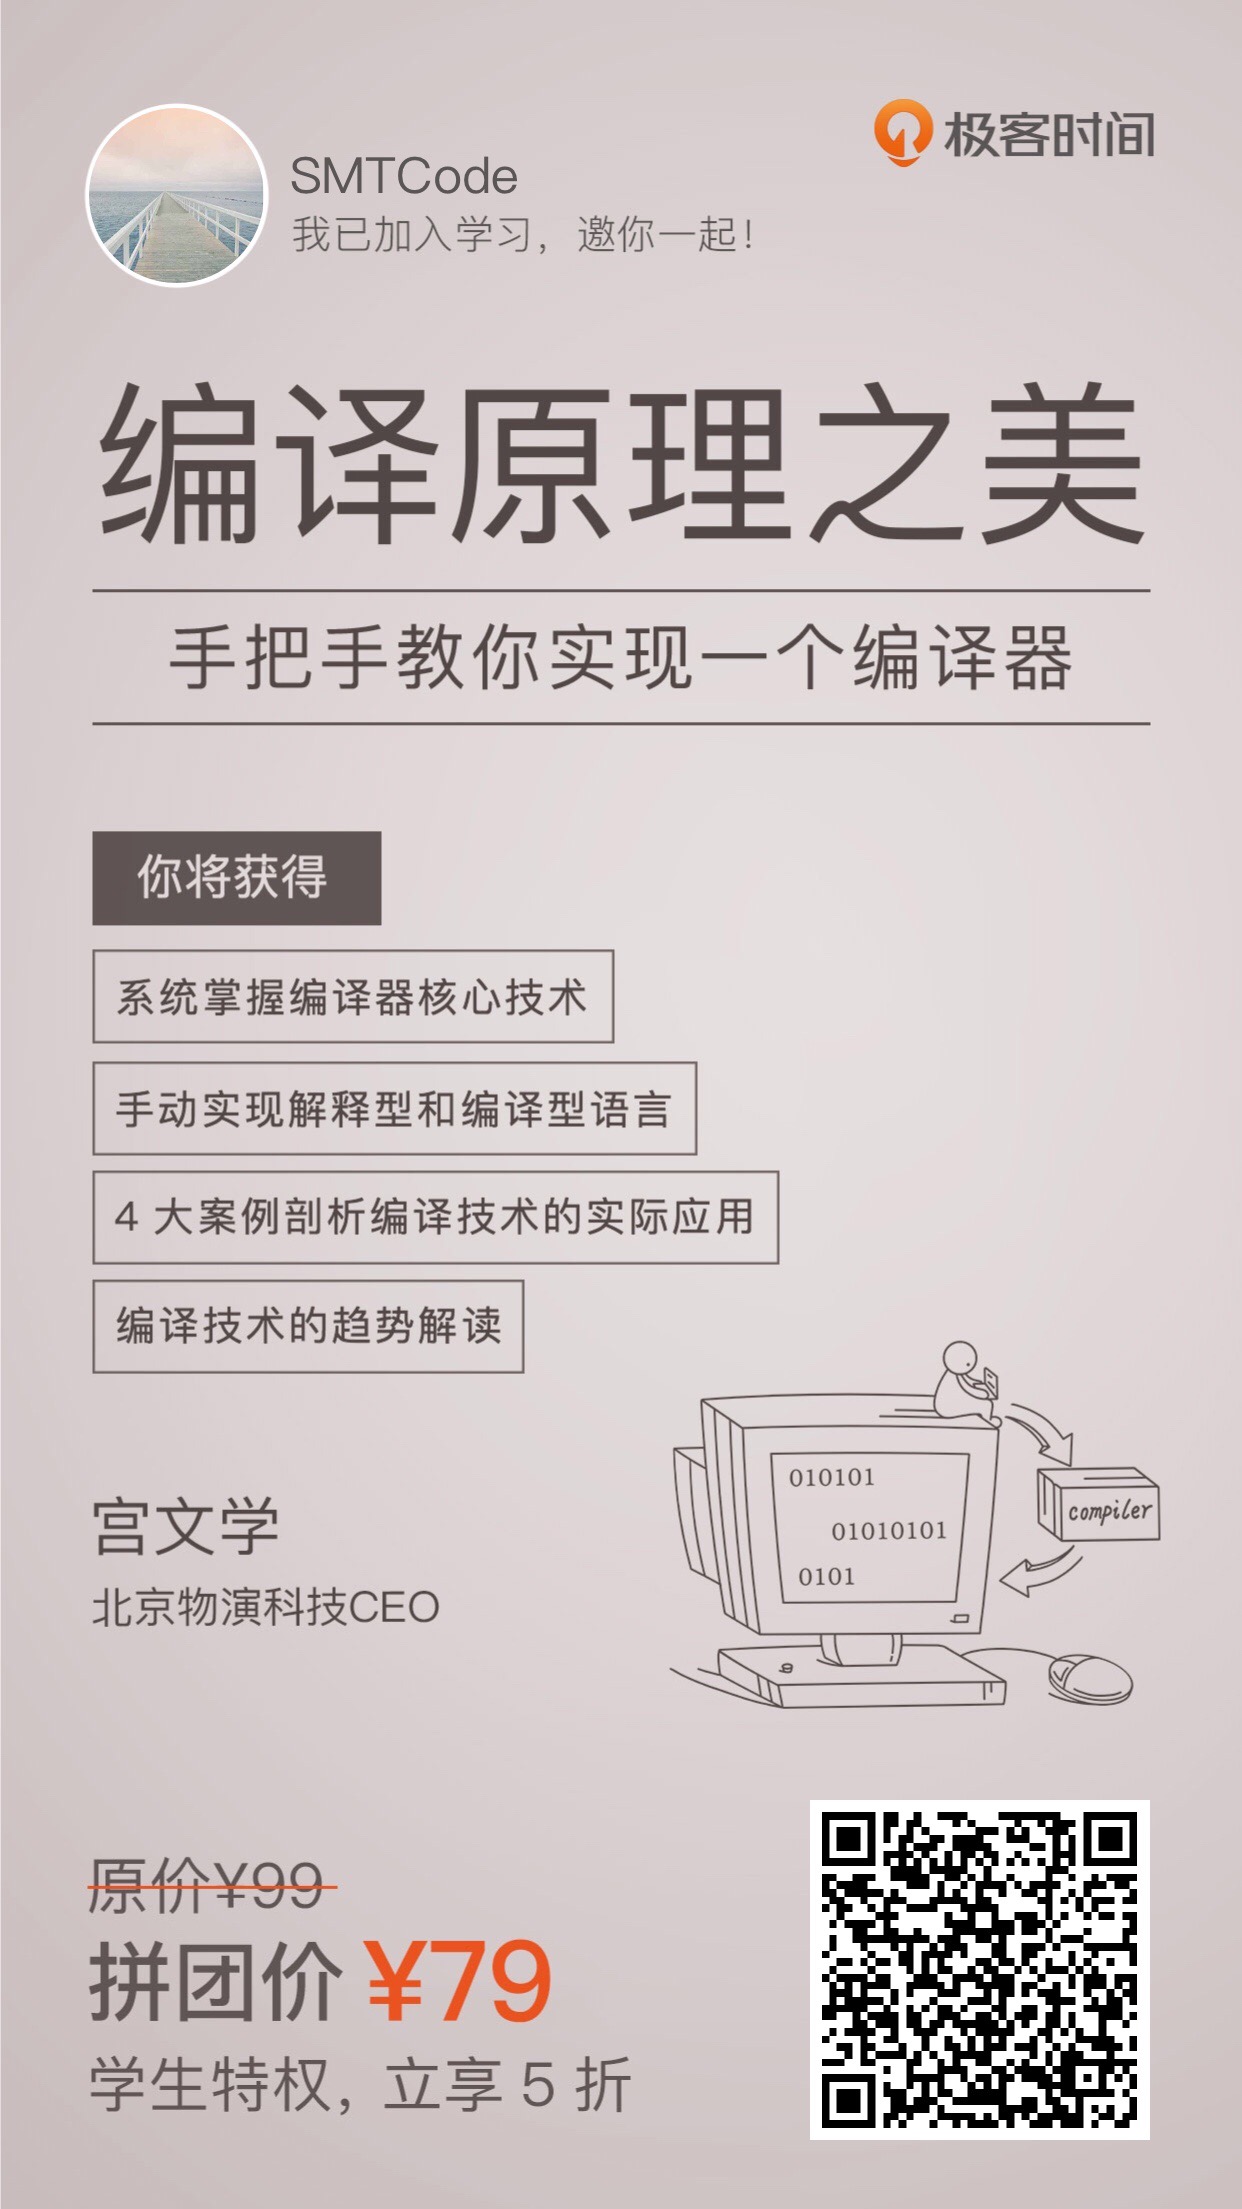 极客时间
SMTCode
我已加入学习，邀你一起！
编译原理之美
手把手教你实现一个编译器
你将获得
系统掌握编译器核心技术
手动实现解释型和编译型语言
4 大案例剖析编译技术的实际应用
编译技术的趋势解读
010101
01010101
0101
compiler
宫文学
北京物演科技CEO
原价¥99
拼团价 ¥79
学生特权，立享 5 折